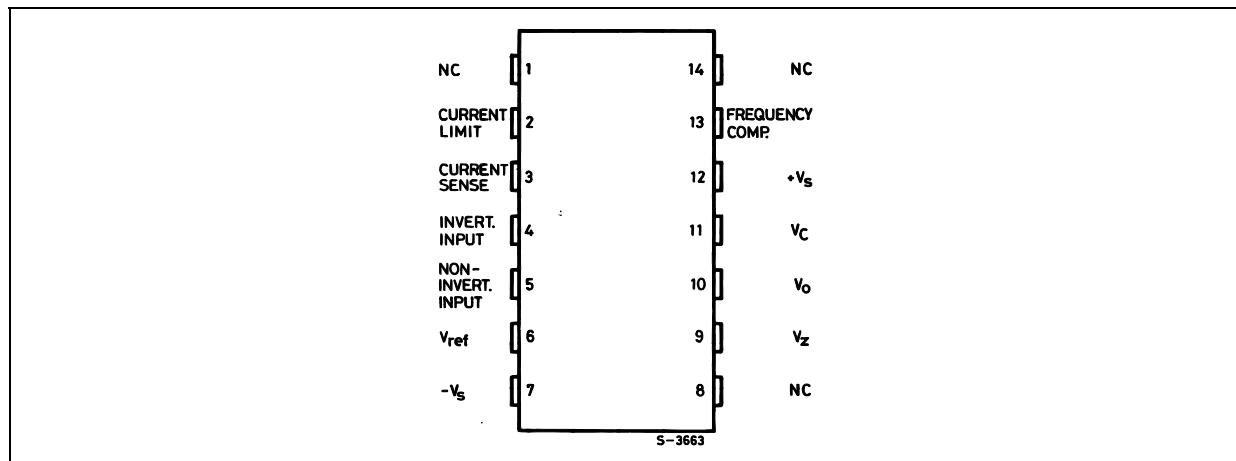 NC 1 14 NC
CURRENT LIMIT 2 13 FREQUENCY COMP.
CURRENT SENSE 3 12 +Vs
INVERT. INPUT 4 11 VC
NON-INVERT. INPUT 5 10 Vo
Vref 6 9 Vz
-Vs 7 8 NC
S-3663